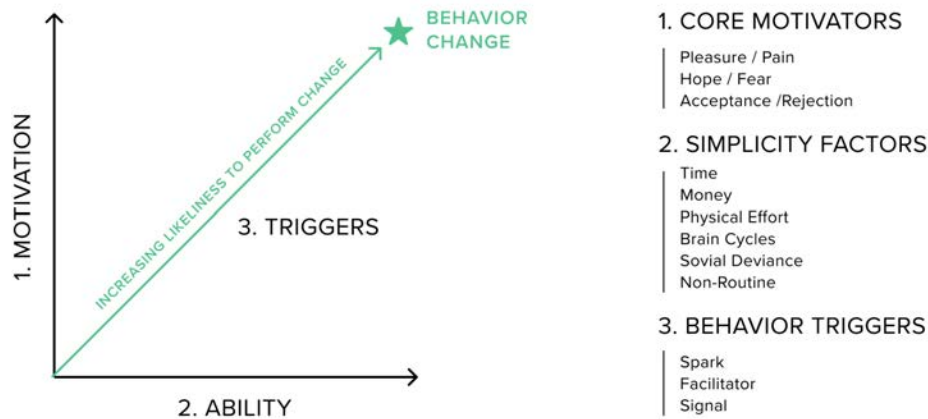 BEHAVIOR
CHANGE
INCREASING LIKELINESS TO PERFORM CHANGE
1. MOTIVATION
3. TRIGGERS
2. ABILITY
1. CORE MOTIVATORS
Pleasure / Pain
Hope / Fear
Acceptance /Rejection
2. SIMPLICITY FACTORS
Time
Money
Physical Effort
Brain Cycles
Sovial Deviance
Non-Routine
3. BEHAVIOR TRIGGERS
Spark
Facilitator
Signal